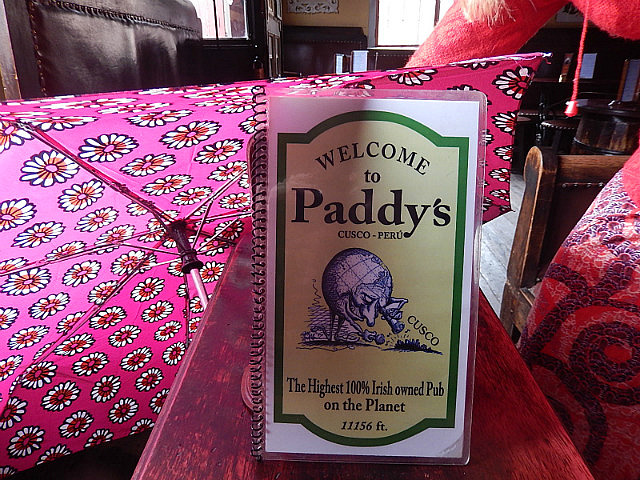 WELCOME
to
Paddy's
CUSCO - PERÚ
CUSCO
The Highest 100% Irish owned Pub
on the Planet
11156 ft.